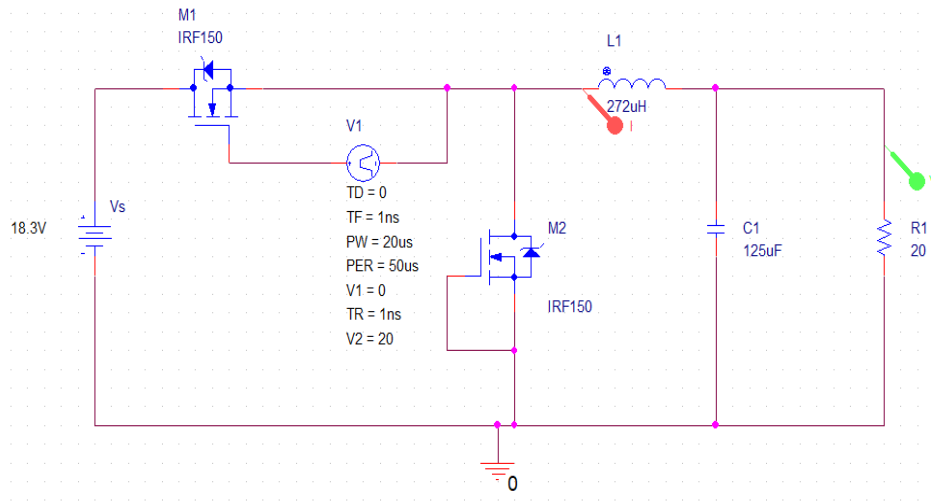 M1
IRF150
L1
272uH
I
V1
TD = 0
TF = 1ns
PW = 20us
PER = 50us
V1 = 0
TR = 1ns
V2 = 20
Vs
18.3V
M2
IRF150
C1
125uF
R1
20
0